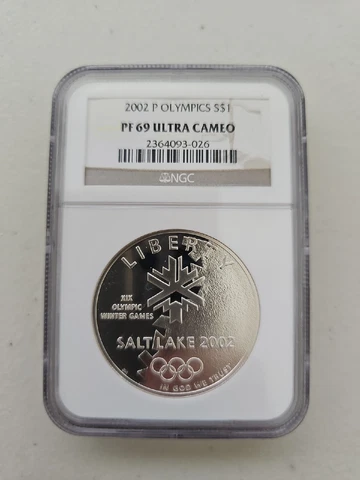 2002 P OLYMPICS S$1
PF 69 ULTRA CAMEO
2364093-026
NGC
LIBERTY
XIX
OLYMPIC
WINTER GAMES
SALT LAKE 2002
IN GOD WE TRUST